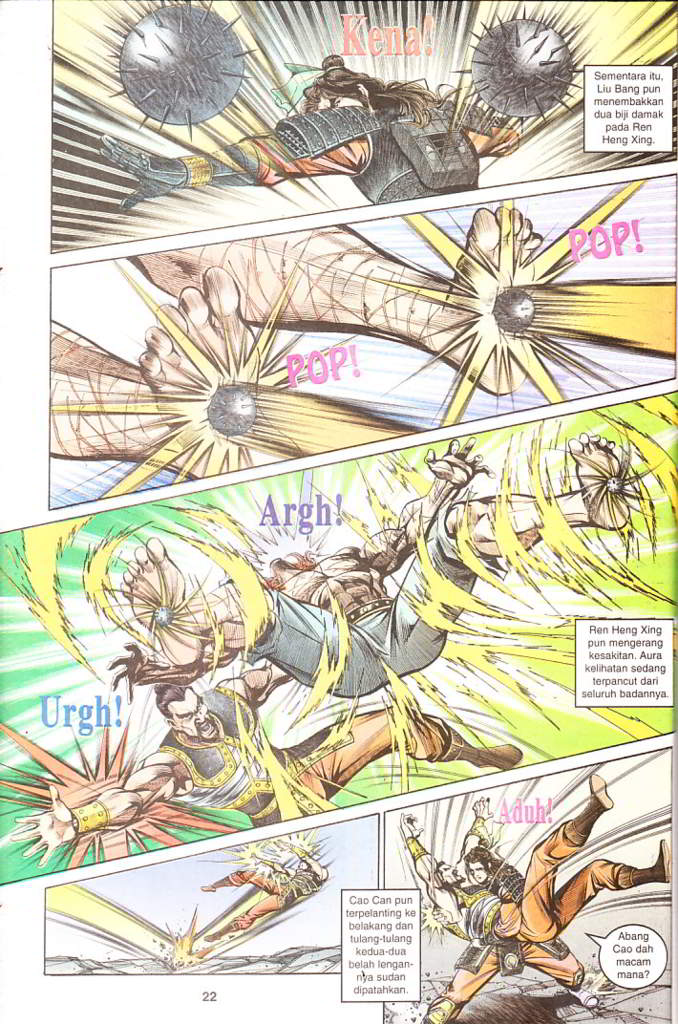 Kena!
Sementara itu,
Liu Bang pun
menembakkan
dua biji damak
pada Ren
Heng Xing.
POP!
POP!
Argh!
Ren Heng Xing
pun mengerang
kesakitan. Aura
kelihatan sedang
terpancut dari
seluruh badannya.
Urgh!
Aduh!
Cao Can pun
terpelanting ke
belakang dan
tulang-tulang
kedua-dua
belah lengan-
nya sudan
dipatahkan.
Abang
Cao dah
macam
mana?
22